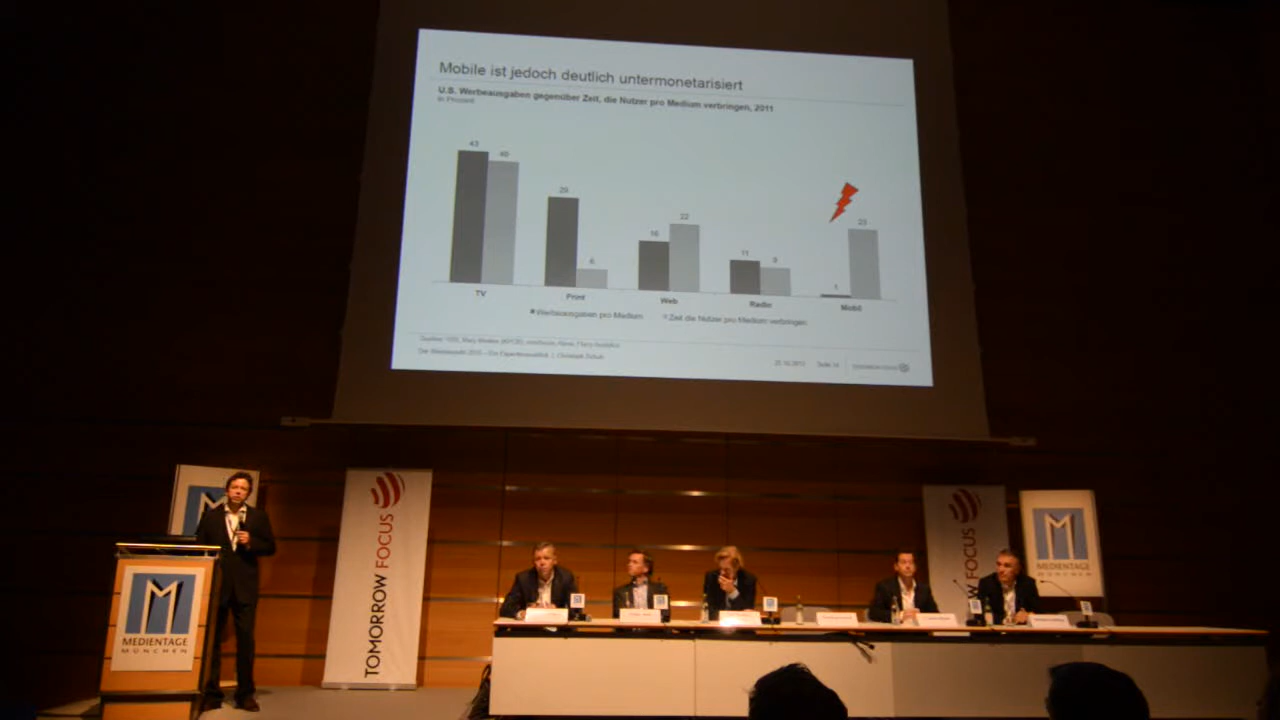 Mobile ist jedoch deutlich untermonetarisiert
U.S. Werbeausgaben gegenüber Zeit, die Nutzer pro Medium verbringen, 2011
In Prozent
43
40
29
6
16
22
11
9
1
23
TV
Print
Web
Radio
Mobil
Werbeausgaben pro Medium
Zeit die Nutzer pro Medium verbringen
Seite 14
M
MEDIENTAGE
MÜNCHEN
TOMORROW FOCUS
W FOCUS
M
MEDIENTAGE
MÜNCHEN